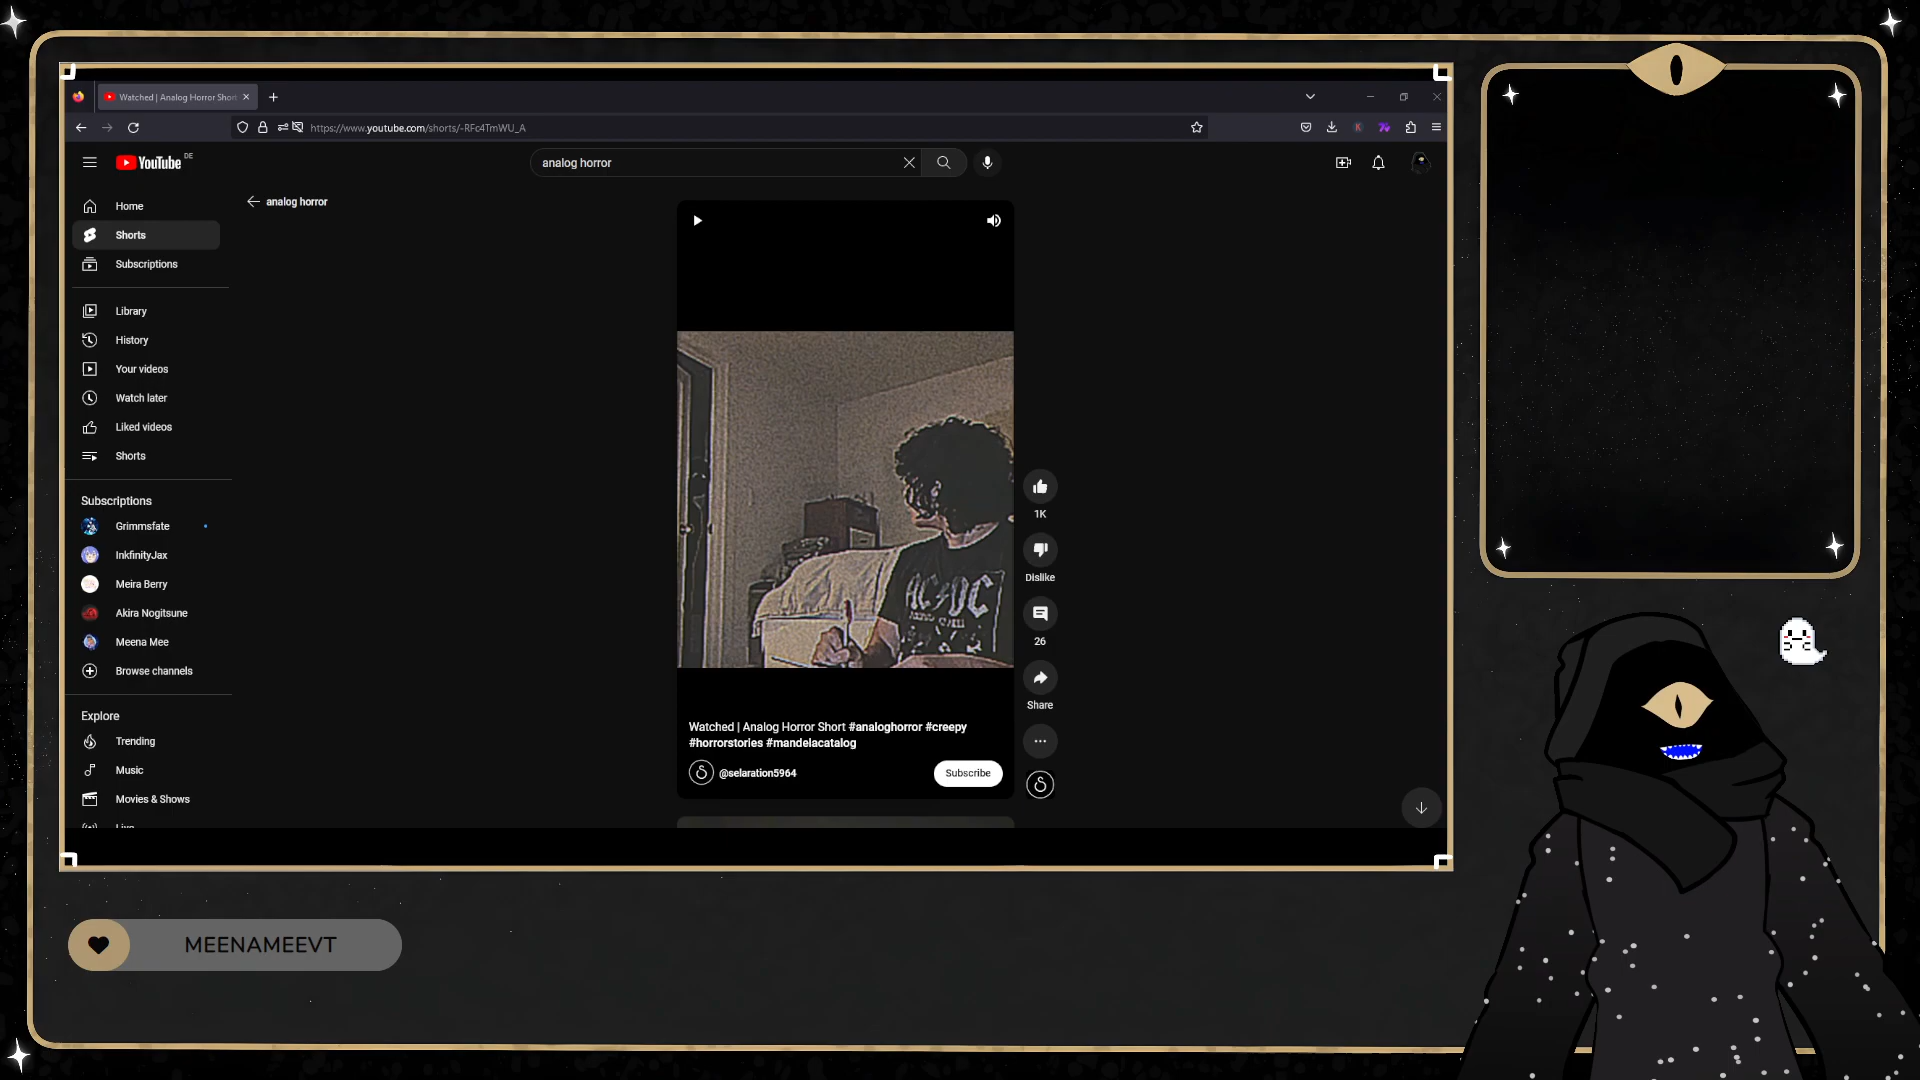 Watched | Analog Horror Short
https://www.youtube.com/shorts/-RFc4TmWU_A
YouTube DE
analog horror
analog horror
Home
Shorts
Subscriptions
Library
History
Your videos
Watch later
Liked videos
Shorts
Subscriptions
Grimmsfate
InkfinityJax
Meira Berry
Akira Nogitsune
Meena Mee
Browse channels
Explore
Trending
Music
Movies & Shows
Live
AC DC
1K
Dislike
26
Share
Watched | Analog Horror Short #analoghorror #creepy
#horrorstories #mandelacatalog
@selaration5964
Subscribe
MEENAMEEVT